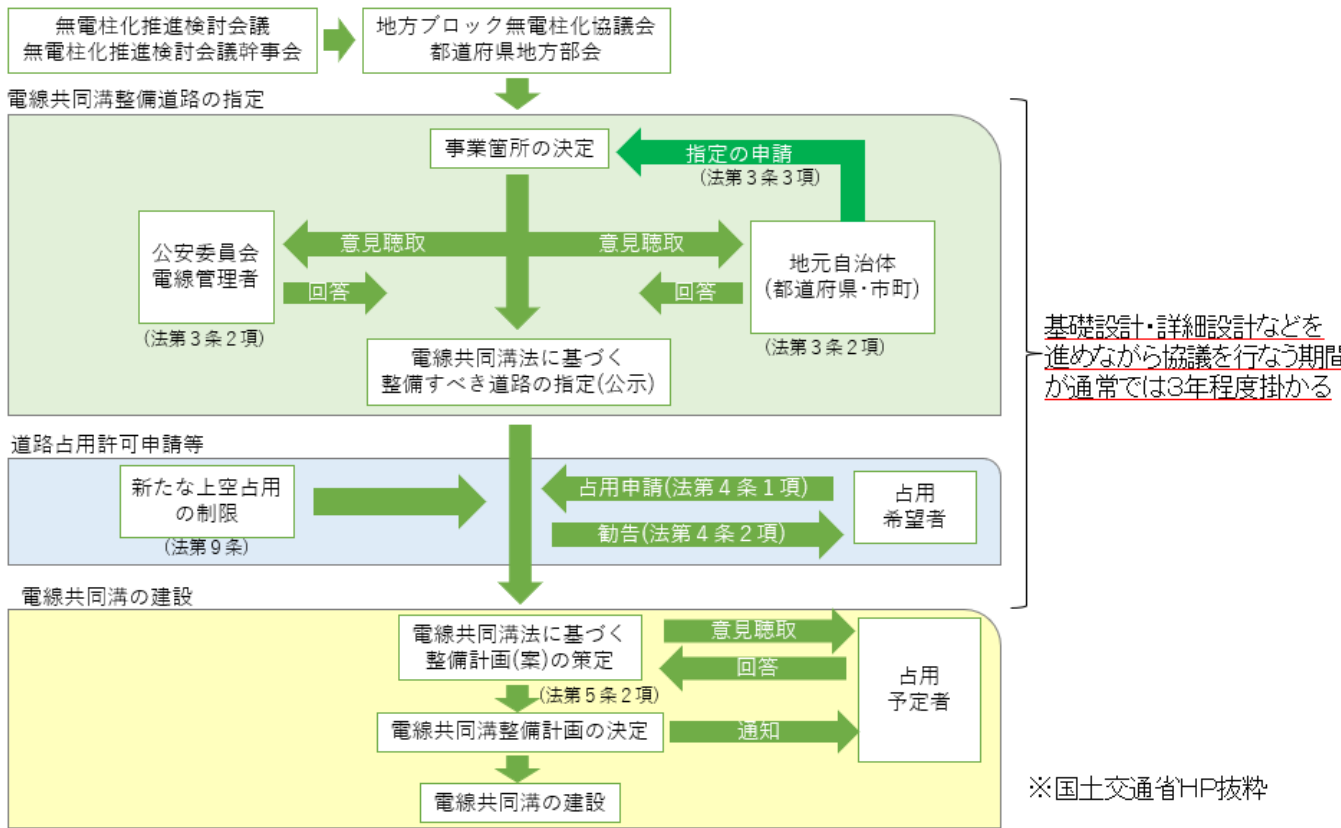 無電柱化推進検討会議
無電柱化推進検討会議幹事会
地方ブロック無電柱化協議会
都道府県地方部会
電線共同溝整備道路の指定
事業箇所の決定
指定の申請
(法第３条３項)
公安委員会
電線管理者
意見聴取
意見聴取
地元自治体
(都道府県・市町)
回答
回答
(法第３条２項)
(法第３条２項)
電線共同溝法に基づく
整備すべき道路の指定(公示)
基礎設計・詳細設計などを
進めながら協議を行なう期間
が通常では３年程度掛かる
道路占用許可申請等
新たな上空占用
の制限
(法第９条)
占用申請(法第４条１項)
勧告(法第４条２項)
占用
希望者
電線共同溝の建設
電線共同溝法に基づく
整備計画(案)の策定
(法第５条２項)
意見聴取
回答
占用
予定者
電線共同溝整備計画の決定
通知
電線共同溝の建設
※国土交通省HP抜粋